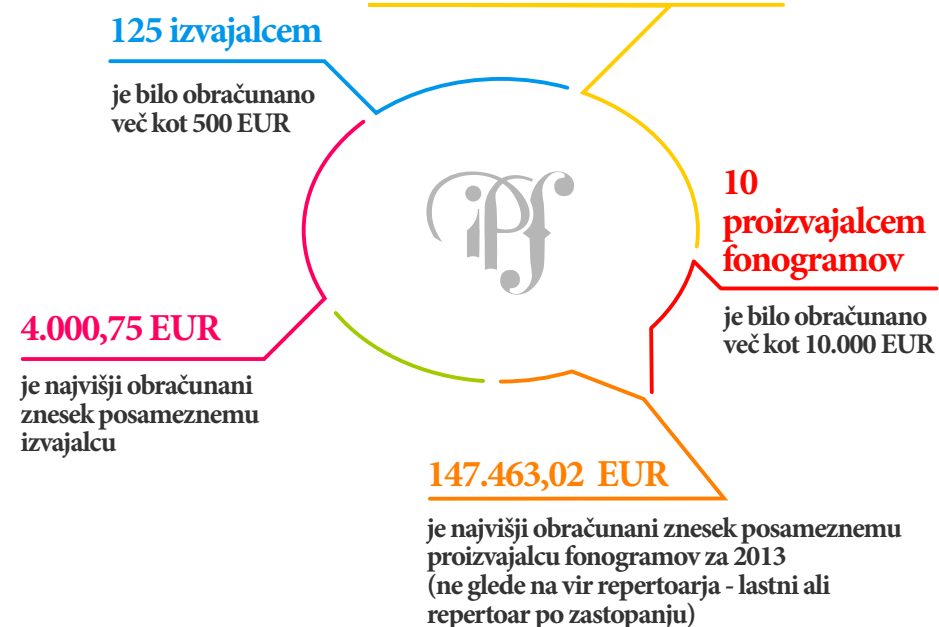 125 izvajalcem
je bilo obračunano
več kot 500 EUR
iPf
10
proizvajalcem
fonogramov
je bilo obračunano
več kot 10.000 EUR
4.000,75 EUR
je najvišji obračunani
znesek posameznemu
izvajalcu
147.463,02 EUR
je najvišji obračunani znesek posameznemu
proizvajalcu fonogramov za 2013
(ne glede na vir repertoarja - lastni ali
repertoar po zastopanju)